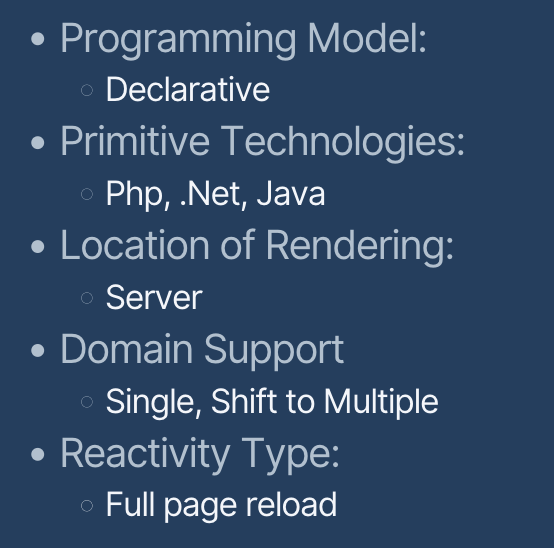 • Programming Model:
○ Declarative
• Primitive Technologies:
○ Php, .Net, Java
• Location of Rendering:
○ Server
• Domain Support
○ Single, Shift to Multiple
• Reactivity Type:
○ Full page reload